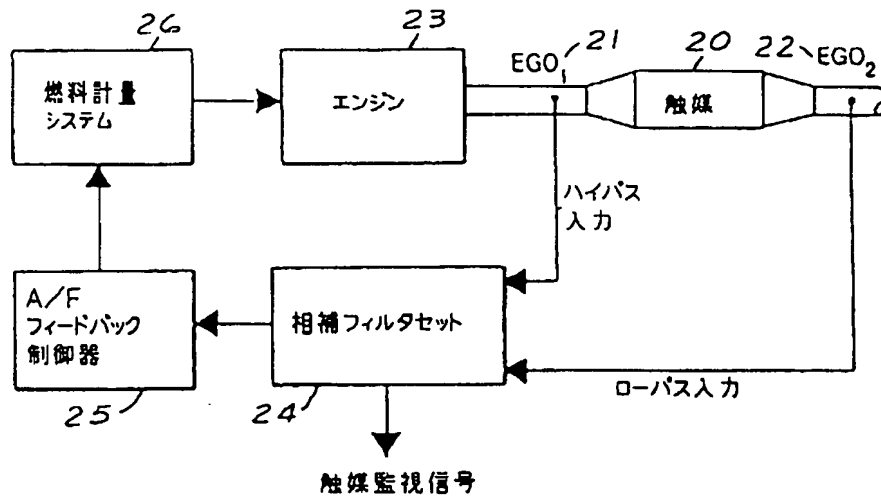 26
燃料計量
システム
23
エンジン
EGO₁
21
20
触媒
22
EGO₂
ハイパス
入力
A/F
フィードバック
制御器
25
相補フィルタセット
24
ローパス入力
触媒監視信号